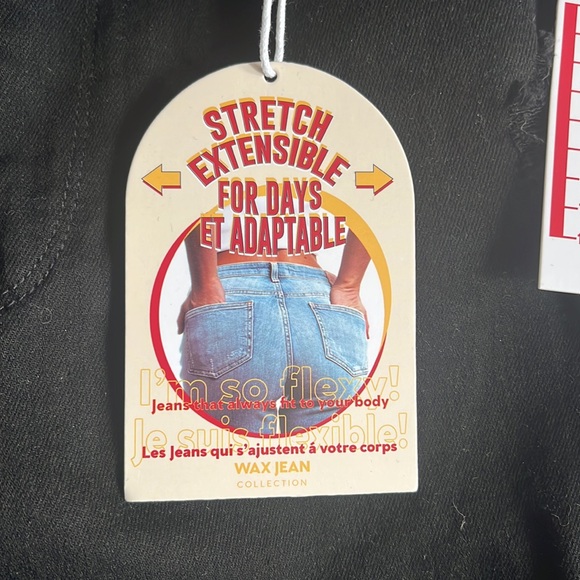 STRETCH
EXTENSIBLE
FOR DAYS
ET ADAPTABLE
I'm so flexy!
Jeans that always fit to your body
Je suis flexible!
Les Jeans qui s'ajustent á votre corps
WAX JEAN
COLLECTION